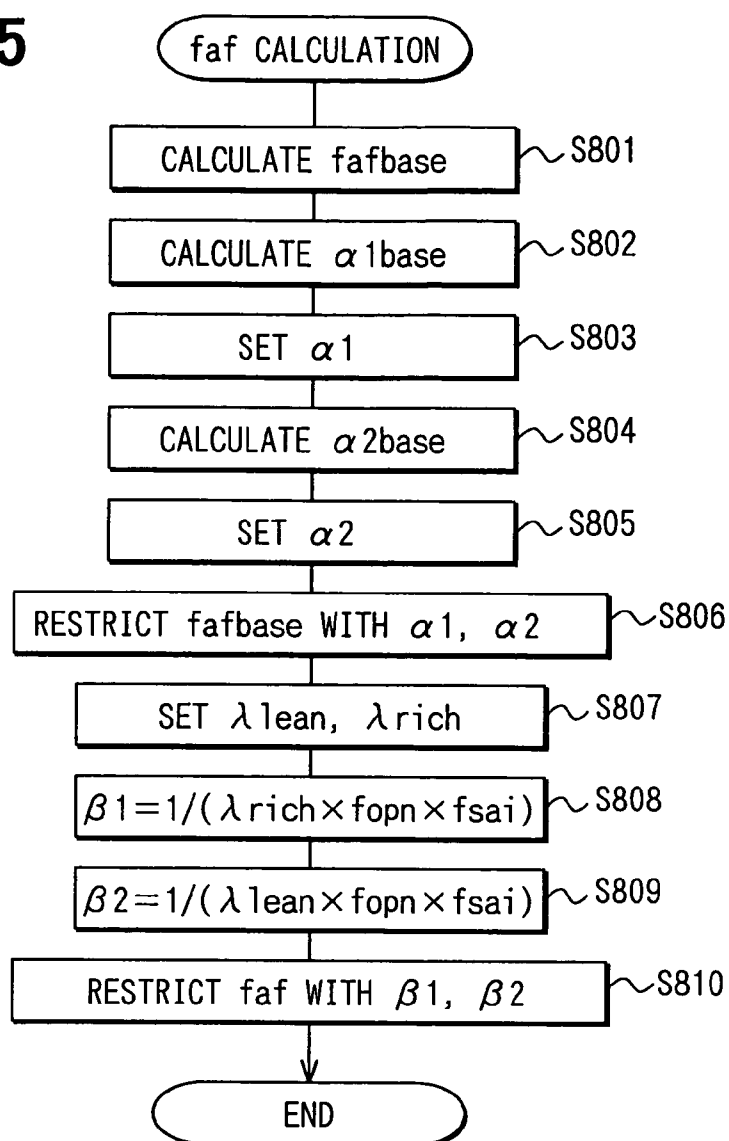 5
faf CALCULATION
CALCULATE fafbase
S801
CALCULATE α1base
S802
SET α1
S803
CALCULATE α2base
S804
SET α2
S805
RESTRICT fafbase WITH α1, α2
S806
SET λlean, λrich
S807
β1=1/(λrich×fopn×fsai)
S808
β2=1/(λlean×fopn×fsai)
S809
RESTRICT faf WITH β1, β2
S810
END